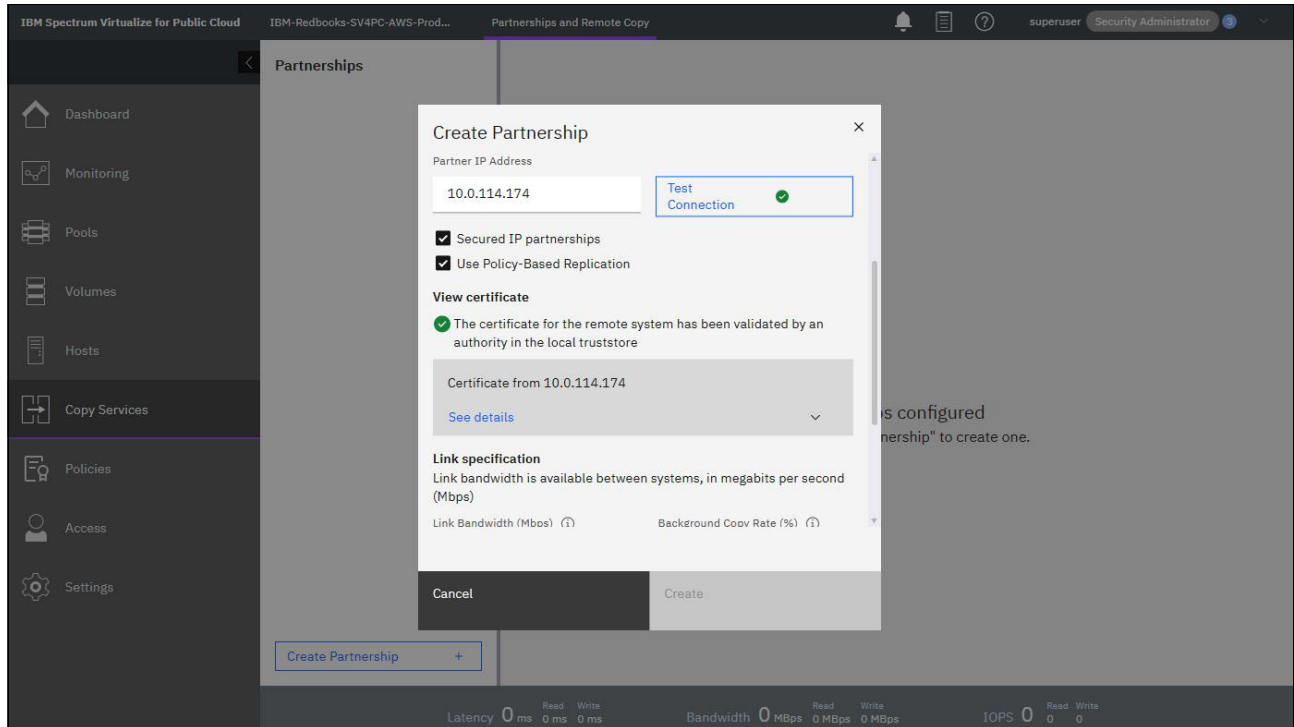 IBM Spectrum Virtualize for Public Cloud
IBM-Redbooks-SV4PC-AWS-Prod...
Partnerships and Remote Copy
superuser
Security Administrator
3
Partnerships
Dashboard
Monitoring
Pools
Volumes
Hosts
Copy Services
Policies
Access
Settings
Create Partnership
Partner IP Address
10.0.114.174
Test
Connection
Secured IP partnerships
Use Policy-Based Replication
View certificate
The certificate for the remote system has been validated by an
authority in the local truststore
Certificate from 10.0.114.174
See details
Link specification
Link bandwidth is available between systems, in megabits per second
(Mbps)
Link Bandwidth (Mbps)
Background Copy Rate (%)
Cancel
Create
s configured
nership" to create one.
Create Partnership +
Latency 0 ms
Read 0 ms
Write 0 ms
Bandwidth 0 MBps
Read 0 MBps
Write 0 MBps
IOPS 0
Read 0
Write 0